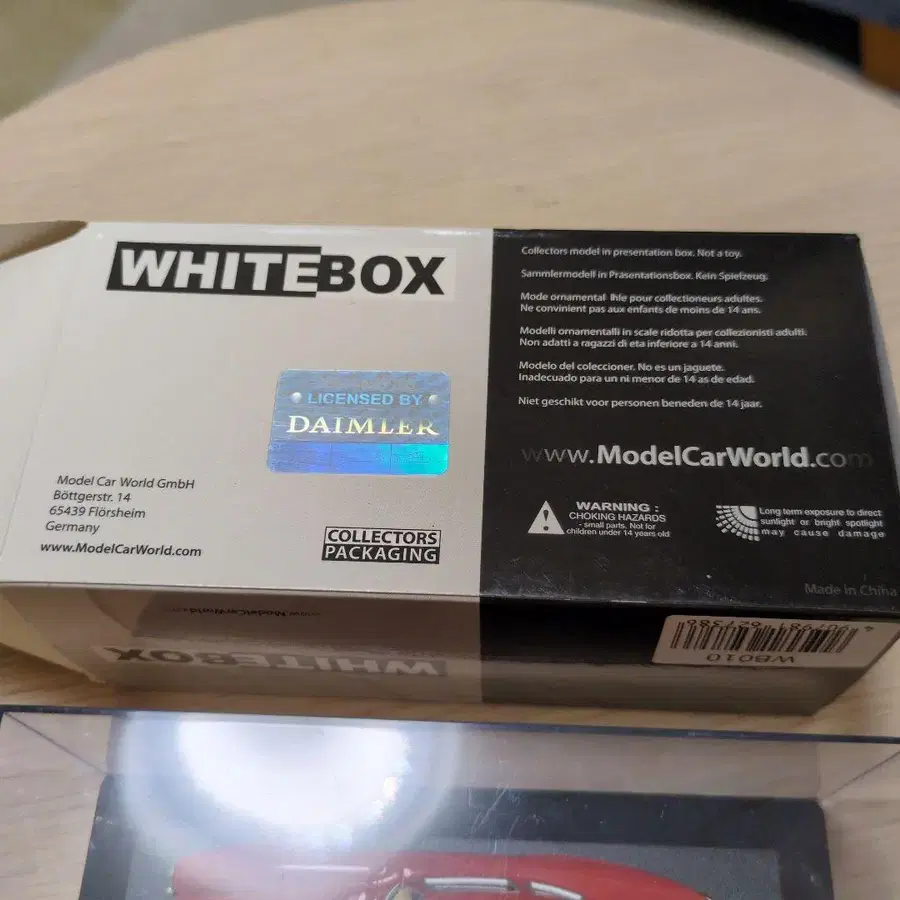 WHITEBOX
LICENSED BY
DAIMLER
Model Car World GmbH
Böttgerstr. 14
65439 Flörsheim
Germany
www.ModelCarWorld.com
COLLECTORS
PACKAGING
Collectors model in presentation box. Not a toy.
Sammlermodell in Prasentationsbox. Kein Spielzeug.
Mode ornamental lhle pour collectioneurs adultes.
Ne convinient pas aux enfants de moins de 14 ans.
Modelli ornamentalli in scale ridotta per collezionisti adulti.
Non adatti a ragazzi di eta inferiore a 14 anni.
Modelo del coleccioner. No es un jaguete.
Inadecuado para un ni menor de 14 as de edad.
Niet geschikt voor personen beneden de 14 jaar.
www.ModelCarWorld.com
WARNING:
CHOKING HAZARDS
- small parts. Not for
children under 14 years old
Long term exposure to direct
sunlight or bright spotlight
may cause damage
Made in China
www.ModelCarWorld
WHITEBOX
WB010